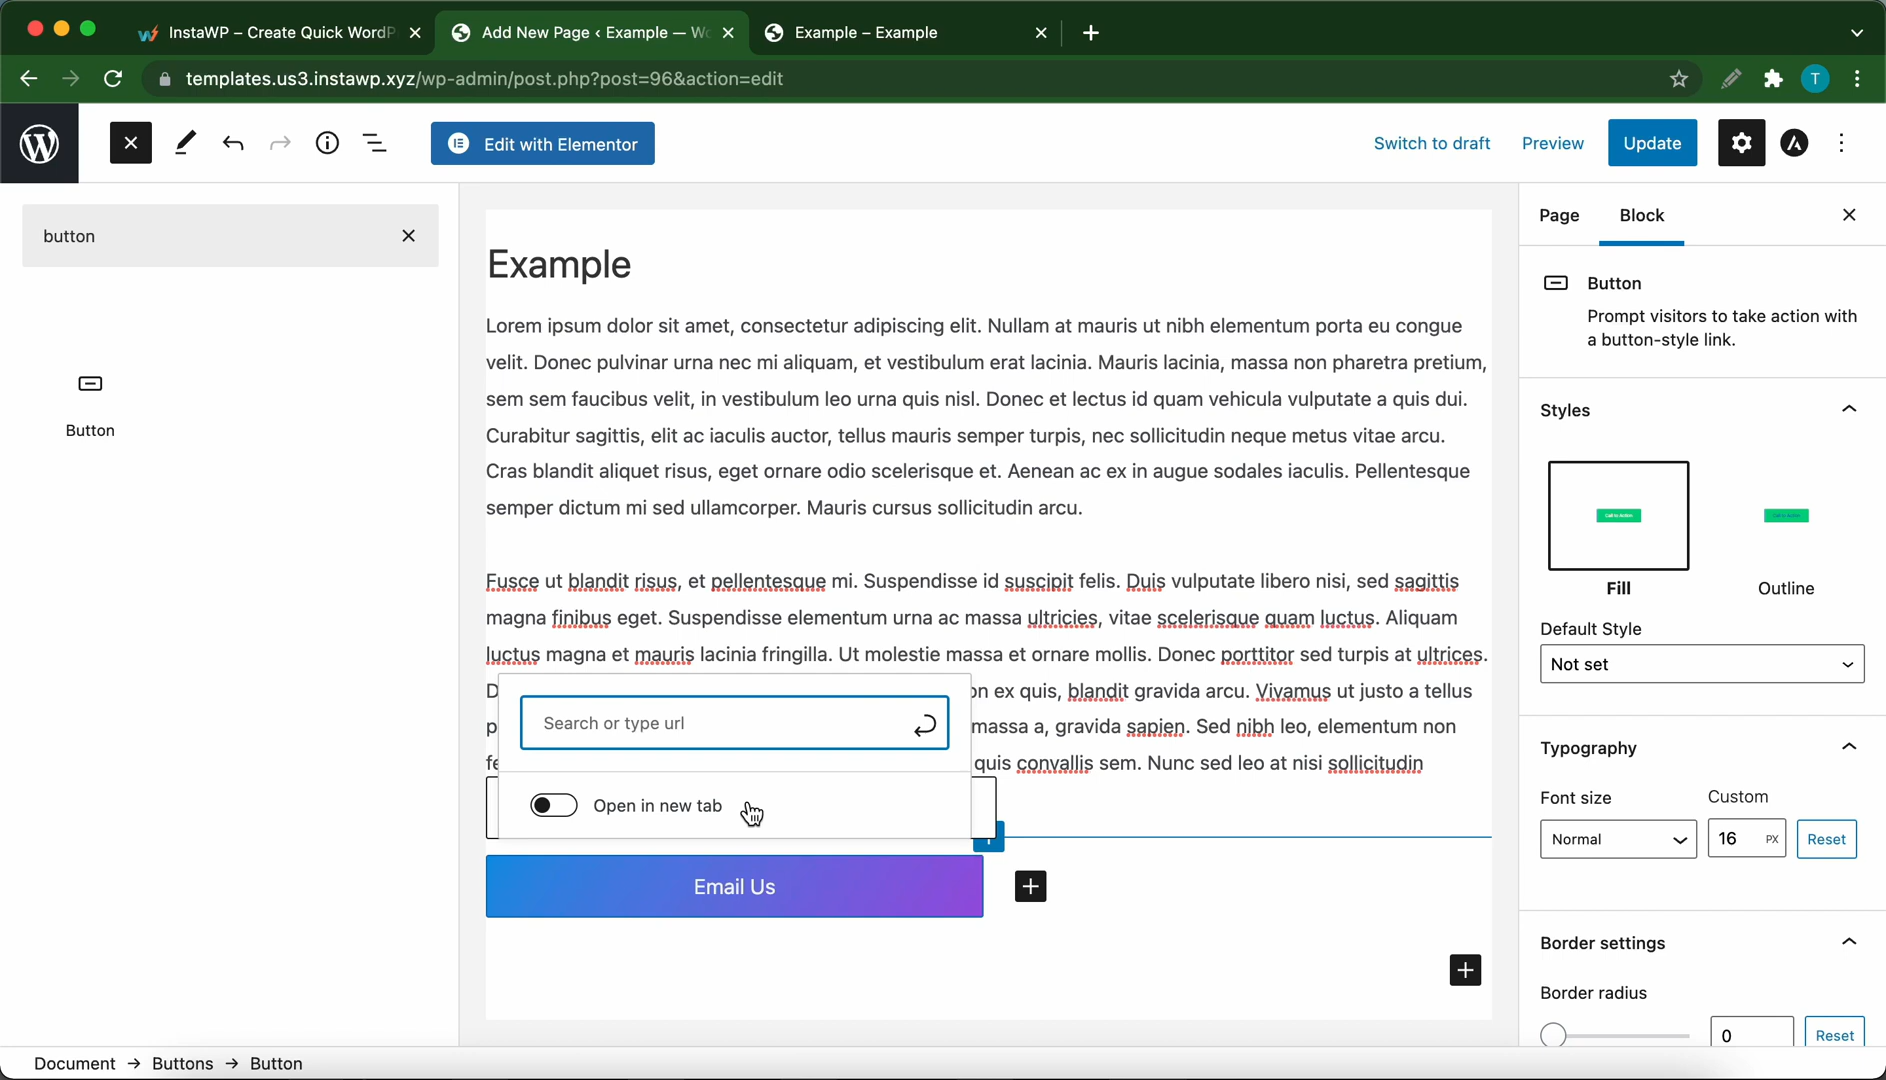 InstaWP – Create Quick WordP
Add New Page ‹ Example — Wo
Example – Example
templates.us3.instawp.xyz/wp-admin/post.php?post=96&action=edit
T
Edit with Elementor
Switch to draft
Preview
Update
button
Button
Example
Lorem ipsum dolor sit amet, consectetur adipiscing elit. Nullam at mauris ut nibh elementum porta eu congue
velit. Donec pulvinar urna nec mi aliquam, et vestibulum erat lacinia. Mauris lacinia, massa non pharetra pretium,
sem sem faucibus velit, in vestibulum leo urna quis nisl. Donec et lectus id quam vehicula vulputate a quis dui.
Curabitur sagittis, elit ac iaculis auctor, tellus mauris semper turpis, nec sollicitudin neque metus vitae arcu.
Cras blandit aliquet risus, eget ornare odio scelerisque et. Aenean ac ex in augue sodales iaculis. Pellentesque
semper dictum mi sed ullamcorper. Mauris cursus sollicitudin arcu.
Fusce ut blandit risus, et pellentesque mi. Suspendisse id suscipit felis. Duis vulputate libero nisi, sed sagittis
magna finibus eget. Suspendisse elementum urna ac massa ultricies, vitae scelerisque quam luctus. Aliquam
luctus magna et mauris lacinia fringilla. Ut molestie massa et ornare mollis. Donec porttitor sed turpis at ultrices.
on ex quis, blandit gravida arcu. Vivamus ut justo a tellus
massa a, gravida sapien. Sed nibh leo, elementum non
quis convallis sem. Nunc sed leo at nisi sollicitudin
Search or type url
Open in new tab
Email Us
Page
Block
Button
Prompt visitors to take action with
a button-style link.
Styles
Call to Action
Fill
Outline
Default Style
Not set
Typography
Font size
Custom
Normal
16 PX
Reset
Border settings
Border radius
0
Reset
Document → Buttons → Button